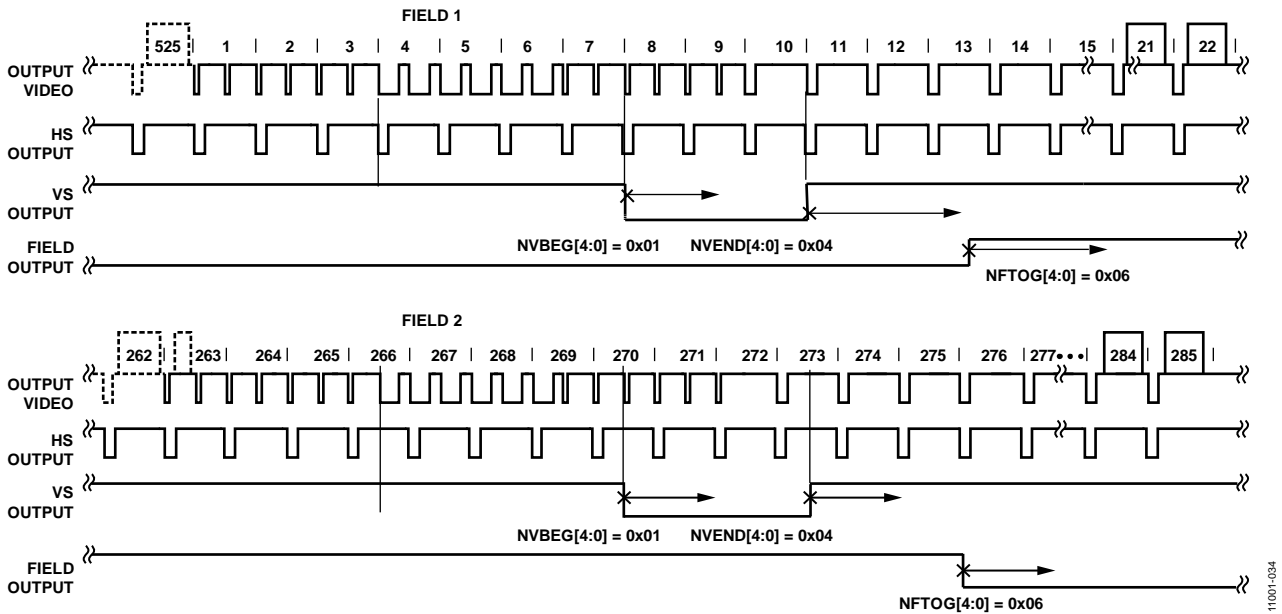 FIELD 1
525 1 2 3 4 5 6 7 8 9 10 11 12 13 14 15 21 22
OUTPUT
VIDEO
HS
OUTPUT
VS
OUTPUT
NVBEG[4:0] = 0x01 NVEND[4:0] = 0x04
FIELD
OUTPUT
NFTOG[4:0] = 0x06
FIELD 2
262 263 264 265 266 267 268 269 270 271 272 273 274 275 276 277 284 285
OUTPUT
VIDEO
HS
OUTPUT
VS
OUTPUT
NVBEG[4:0] = 0x01 NVEND[4:0] = 0x04
FIELD
OUTPUT
NFTOG[4:0] = 0x06
11001-034